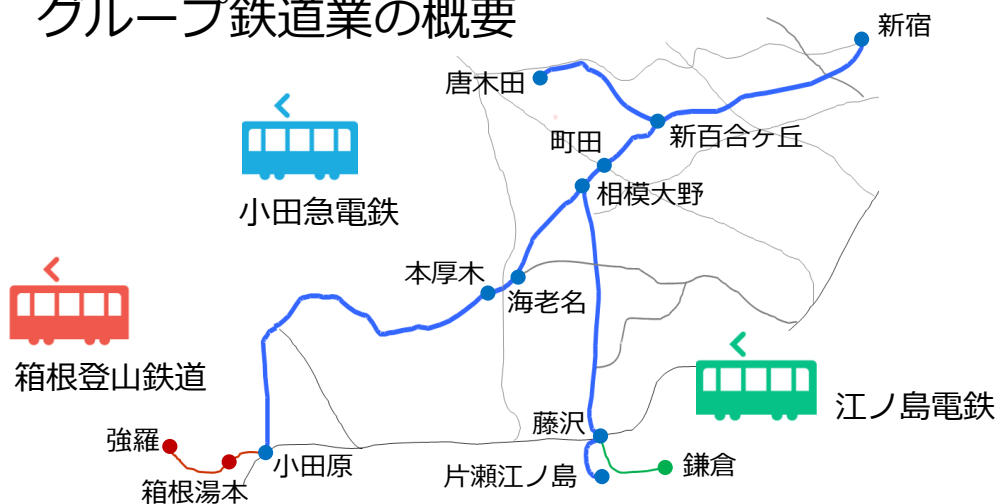 グループ鉄道業の概要
新宿
唐木田
新百合ヶ丘
町田
相模大野
小田急電鉄
本厚木
海老名
箱根登山鉄道
江ノ島電鉄
藤沢
強羅
小田原
鎌倉
片瀬江ノ島
箱根湯本